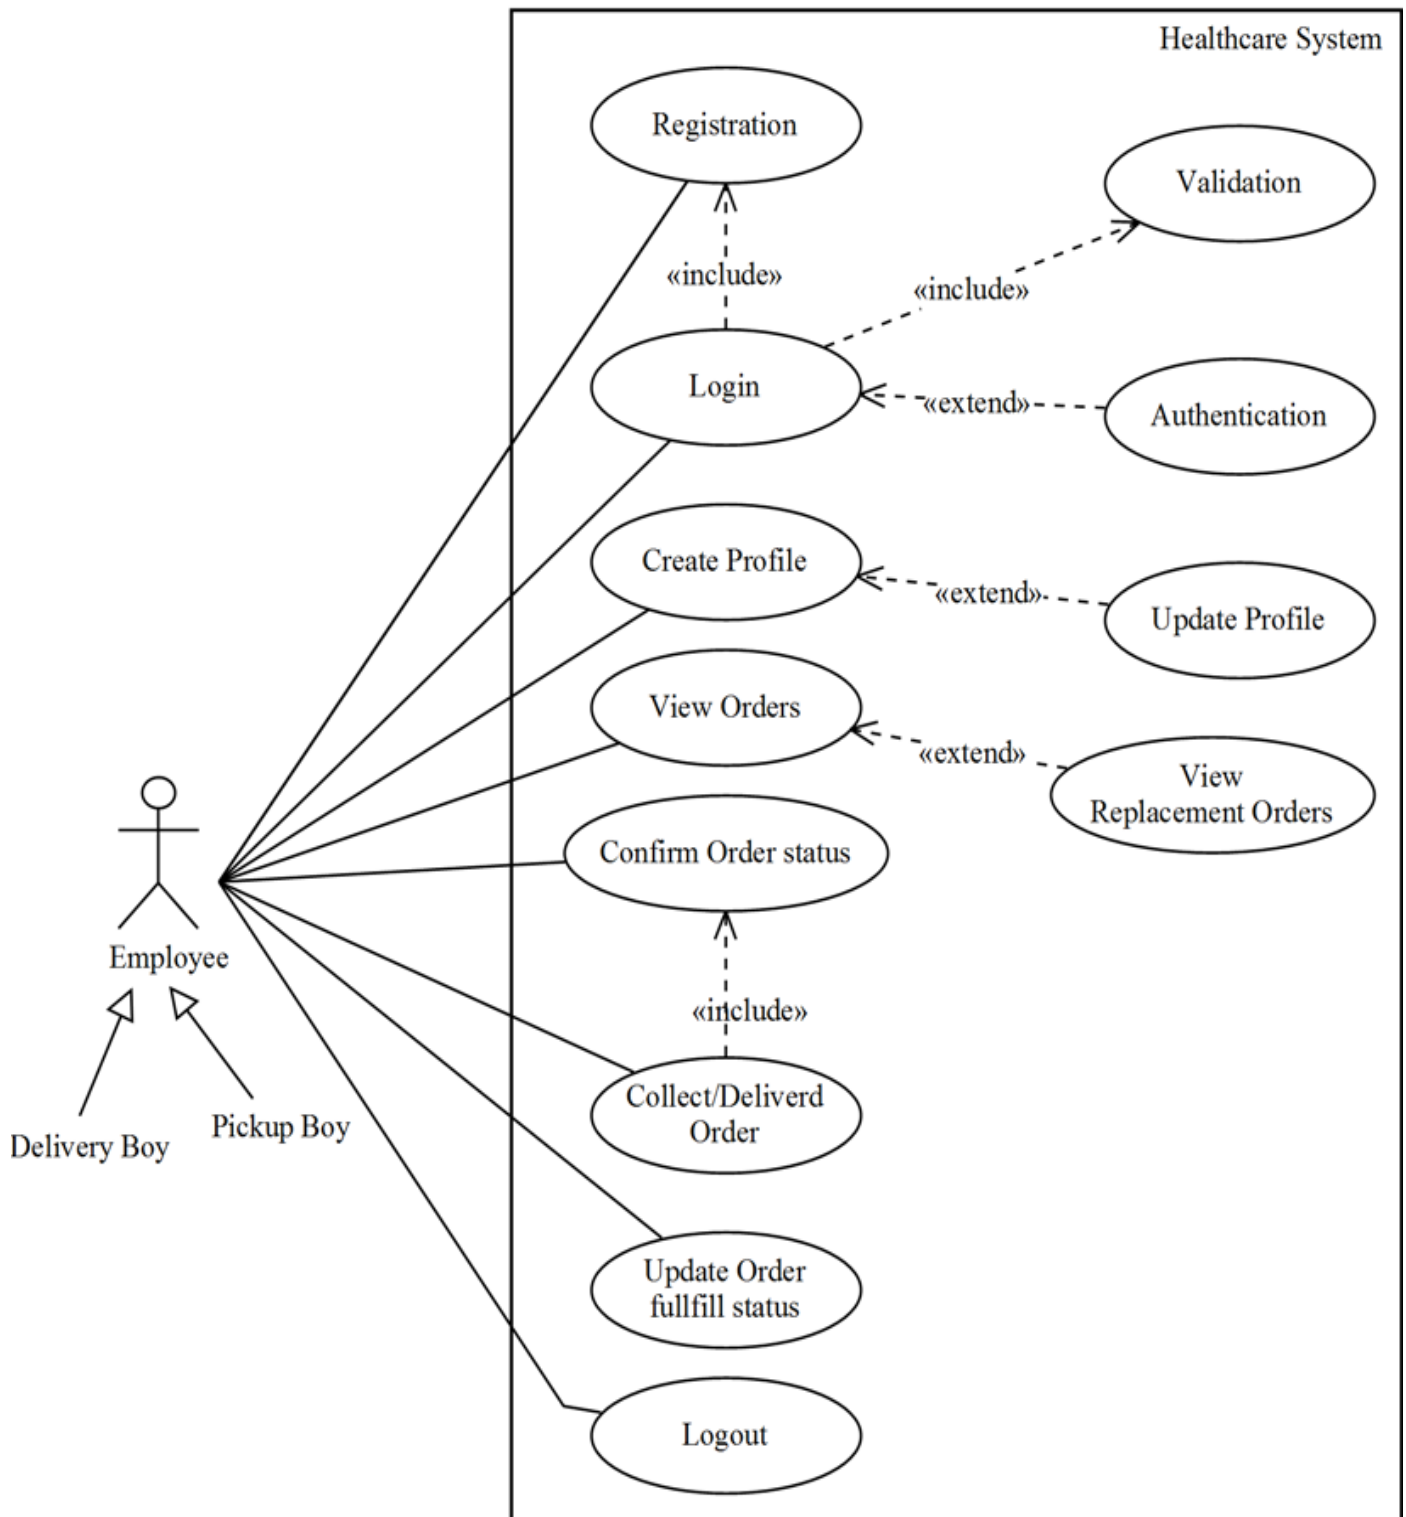 Healthcare System
Registration
Validation
«include»
«include»
Login
«extend»
Authentication
Create Profile
«extend»
Update Profile
View Orders
«extend»
View
Replacement Orders
Confirm Order status
Employee
«include»
Collect/Deliverd
Order
Pickup Boy
Delivery Boy
Update Order
fullfill status
Logout